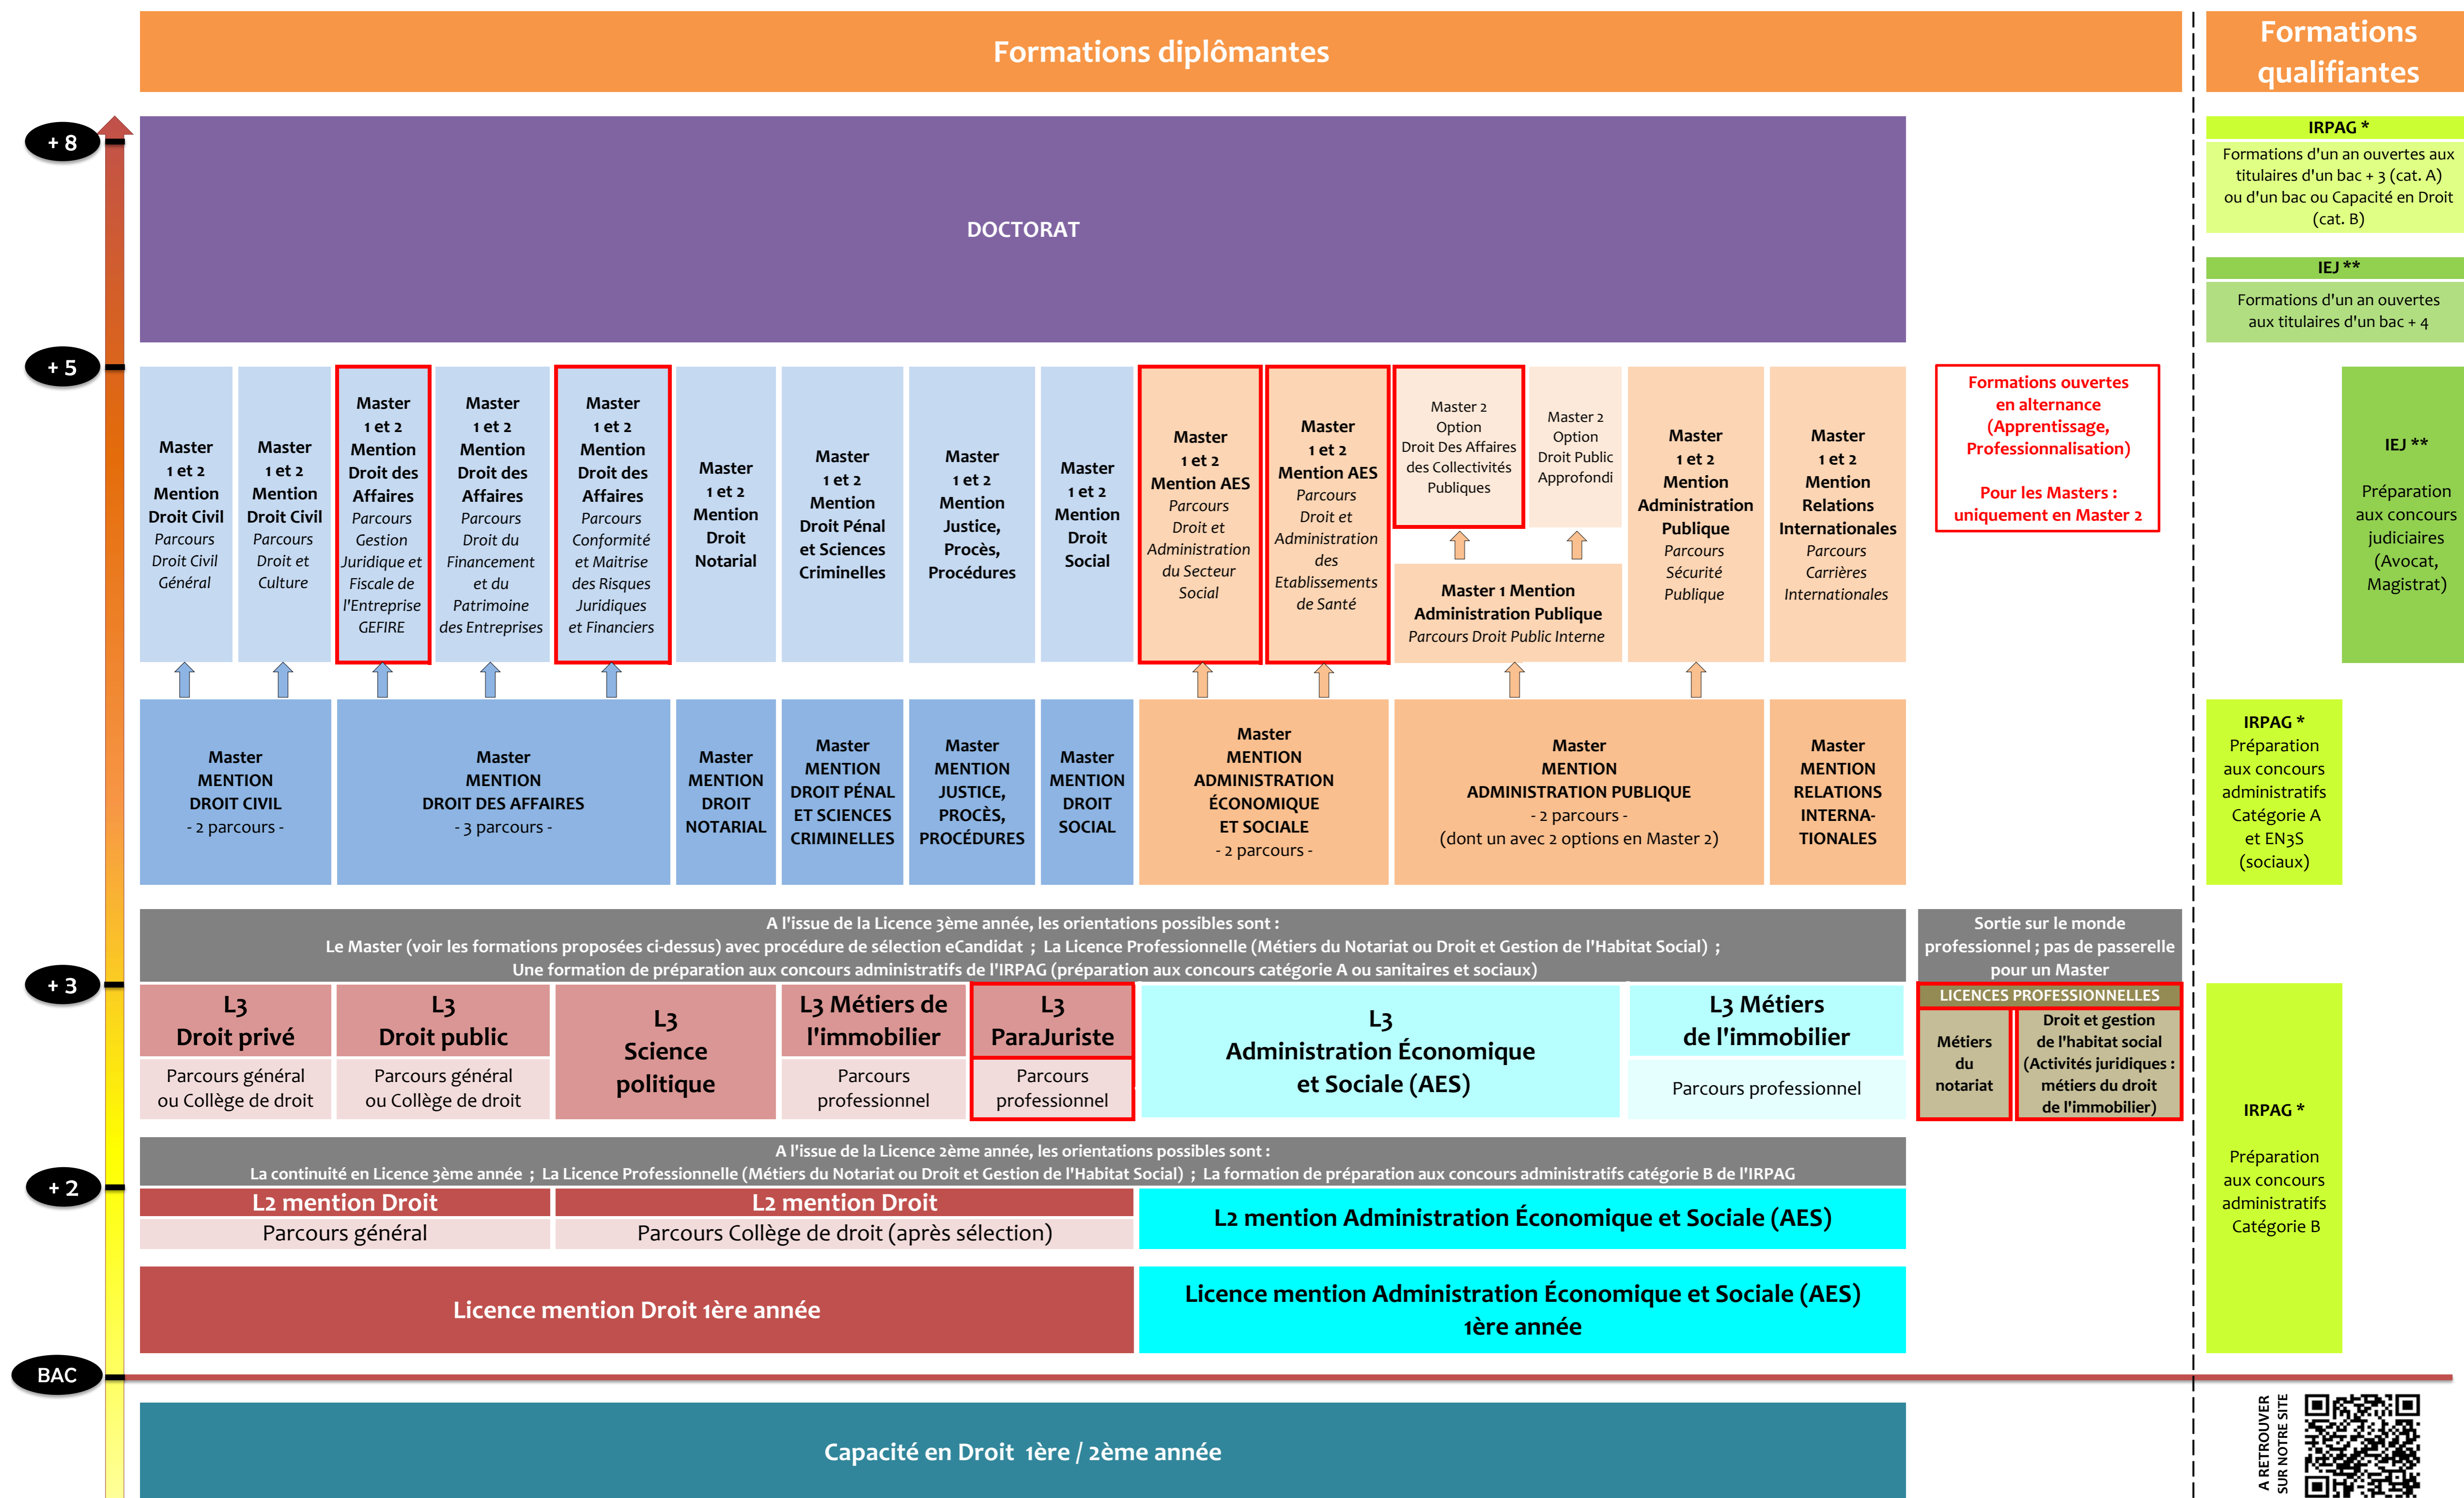 Formations diplômantes
Formations
qualifiantes
+ 8
DOCTORAT
IRPAG *
Formations d'un an ouvertes aux
titulaires d'un bac + 3 (cat. A)
ou d'un bac ou Capacité en Droit
(cat. B)
IEJ **
Formations d'un an ouvertes
aux titulaires d'un bac + 4
+ 5
Master
1 et 2
Mention
Droit Civil
Parcours
Droit Civil
Général
Master
1 et 2
Mention
Droit Civil
Parcours
Droit et
Culture
Master
1 et 2
Mention
Droit des
Affaires
Parcours
Gestion
Juridique et
Fiscale de
l'Entreprise
GEFIRE
Master
1 et 2
Mention
Droit des
Affaires
Parcours
Droit du
Financement
et du
Patrimoine
des Entreprises
Master
1 et 2
Mention
Droit des
Affaires
Parcours
Conformité
et Maitrise
des Risques
Juridiques
et Financiers
Master
1 et 2
Mention
Droit
Notarial
Master
1 et 2
Mention
Droit Pénal
et Sciences
Criminelles
Master
1 et 2
Mention
Justice,
Procès,
Procédures
Master
1 et 2
Mention
Droit
Social
Master
1 et 2
Mention AES
Parcours
Droit et
Administration
du Secteur
Social
Master
1 et 2
Mention AES
Parcours
Droit et
Administration
des
Etablissements
de Santé
Master 2
Option
Droit Des Affaires
des Collectivités
Publiques
Master 2
Option
Droit Public
Approfondi
Master 1 Mention
Administration Publique
Parcours Droit Public Interne
Master
1 et 2
Mention
Administration
Publique
Parcours
Sécurité
Publique
Master
1 et 2
Mention
Relations
Internationales
Parcours
Carrières
Internationales
Formations ouvertes
en alternance
(Apprentissage,
Professionnalisation)
Pour les Masters :
uniquement en Master 2
IEJ **
Préparation
aux concours
judiciaires
(Avocat,
Magistrat)
Master
MENTION
DROIT CIVIL
- 2 parcours -
Master
MENTION
DROIT DES AFFAIRES
- 3 parcours -
Master
MENTION
DROIT
NOTARIAL
Master
MENTION
DROIT PÉNAL
ET SCIENCES
CRIMINELLES
Master
MENTION
JUSTICE,
PROCÈS,
PROCÉDURES
Master
MENTION
DROIT
SOCIAL
Master
MENTION
ADMINISTRATION
ÉCONOMIQUE
ET SOCIALE
- 2 parcours -
Master
MENTION
ADMINISTRATION PUBLIQUE
- 2 parcours -
(dont un avec 2 options en Master 2)
Master
MENTION
RELATIONS
INTERNA-
TIONALES
IRPAG *
Préparation
aux concours
administratifs
Catégorie A
et EN3S
(sociaux)
A l'issue de la Licence 3ème année, les orientations possibles sont :
Le Master (voir les formations proposées ci-dessus) avec procédure de sélection eCandidat ; La Licence Professionnelle (Métiers du Notariat ou Droit et Gestion de l'Habitat Social) ;
Une formation de préparation aux concours administratifs de l'IRPAG (préparation aux concours catégorie A ou sanitaires et sociaux)
Sortie sur le monde
professionnel ; pas de passerelle
pour un Master
+ 3
L3
Droit privé
Parcours général
ou Collège de droit
L3
Droit public
Parcours général
ou Collège de droit
L3
Science
politique
L3 Métiers de
l'immobilier
Parcours
professionnel
L3
ParaJuriste
Parcours
professionnel
L3
Administration Économique
et Sociale (AES)
L3 Métiers
de l'immobilier
Parcours professionnel
LICENCES PROFESSIONNELLES
Métiers
du
notariat
Droit et gestion
de l'habitat social
(Activités juridiques :
métiers du droit
de l'immobilier)
IRPAG *
Préparation
aux concours
administratifs
Catégorie B
A l'issue de la Licence 2ème année, les orientations possibles sont :
La continuité en Licence 3ème année ; La Licence Professionnelle (Métiers du Notariat ou Droit et Gestion de l'Habitat Social) ; La formation de préparation aux concours administratifs catégorie B de l'IRPAG
+ 2
L2 mention Droit
Parcours général
L2 mention Droit
Parcours Collège de droit (après sélection)
L2 mention Administration Économique et Sociale (AES)
Licence mention Droit 1ère année
Licence mention Administration Économique et Sociale (AES)
1ère année
BAC
Capacité en Droit 1ère / 2ème année
A RETROUVER
SUR NOTRE SITE